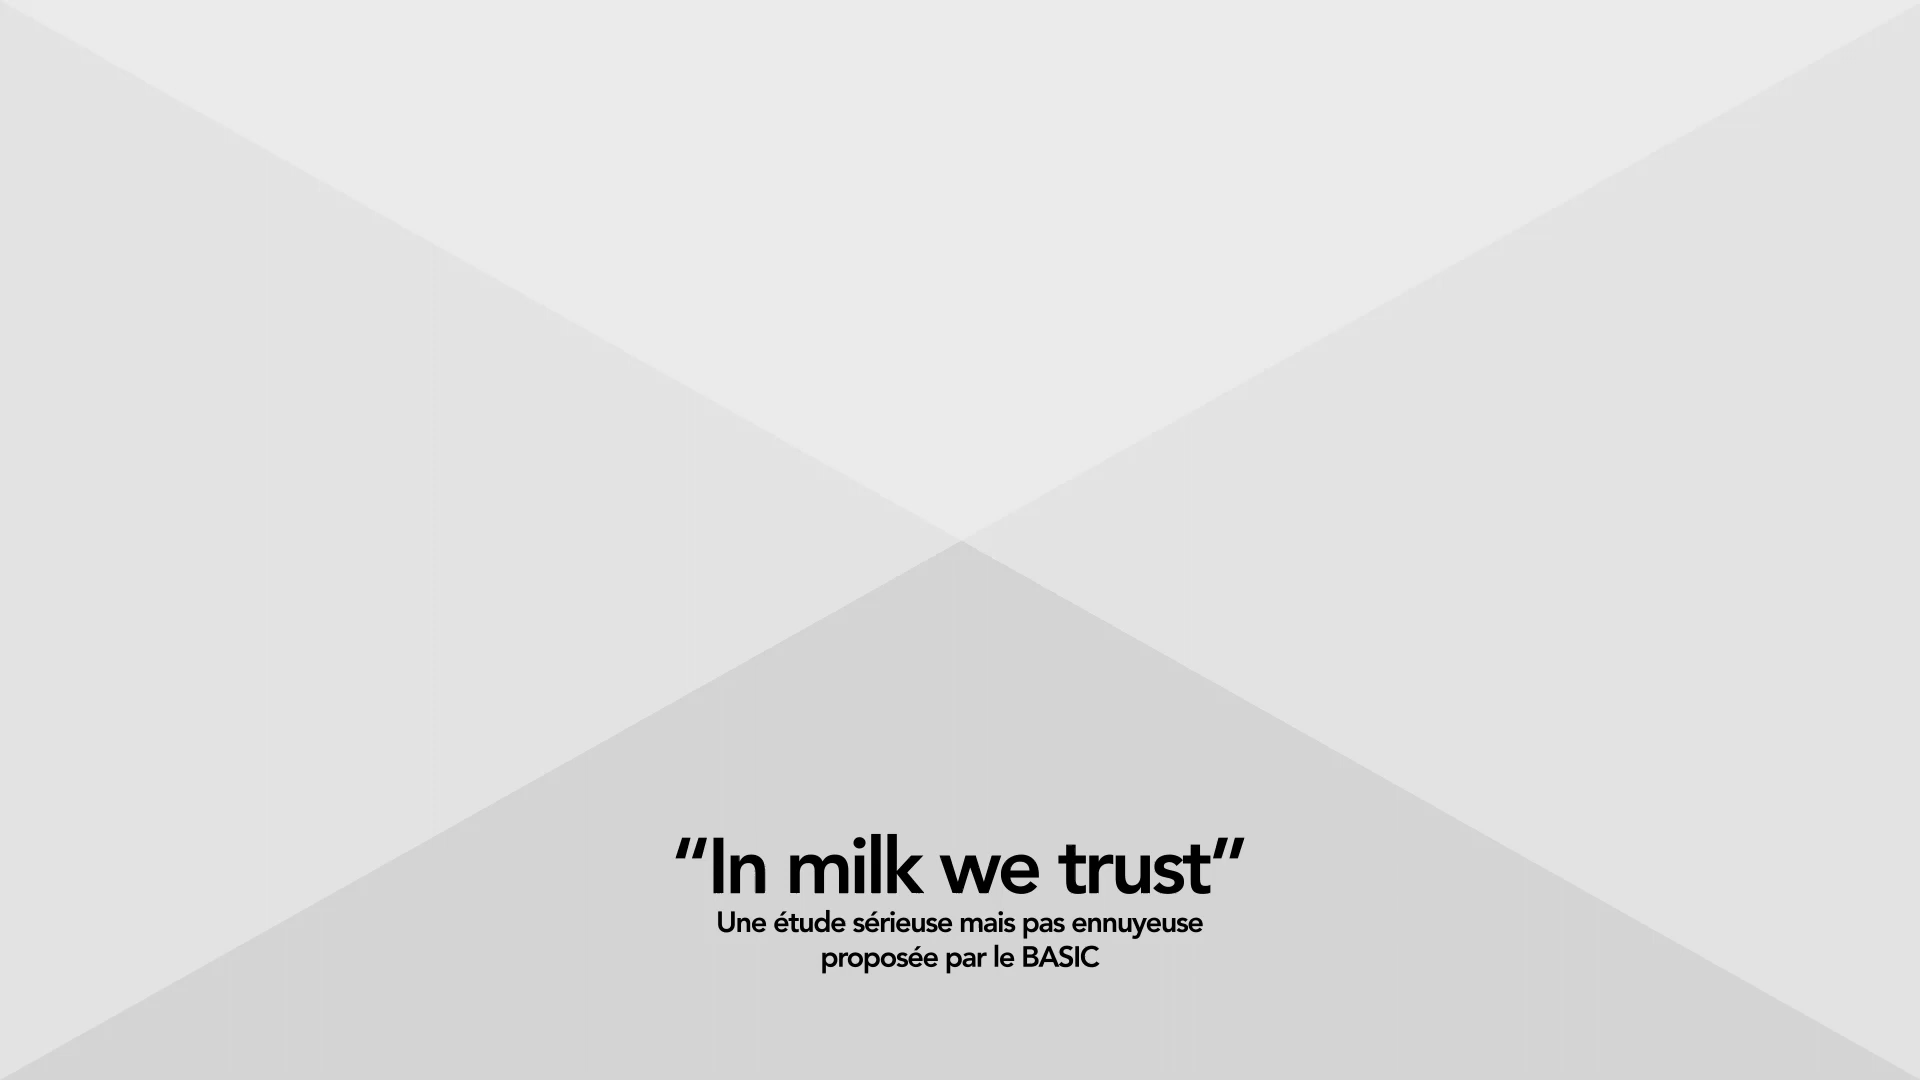 “In milk we trust”
Une étude sérieuse mais pas ennuyeuse
proposée par le BASIC